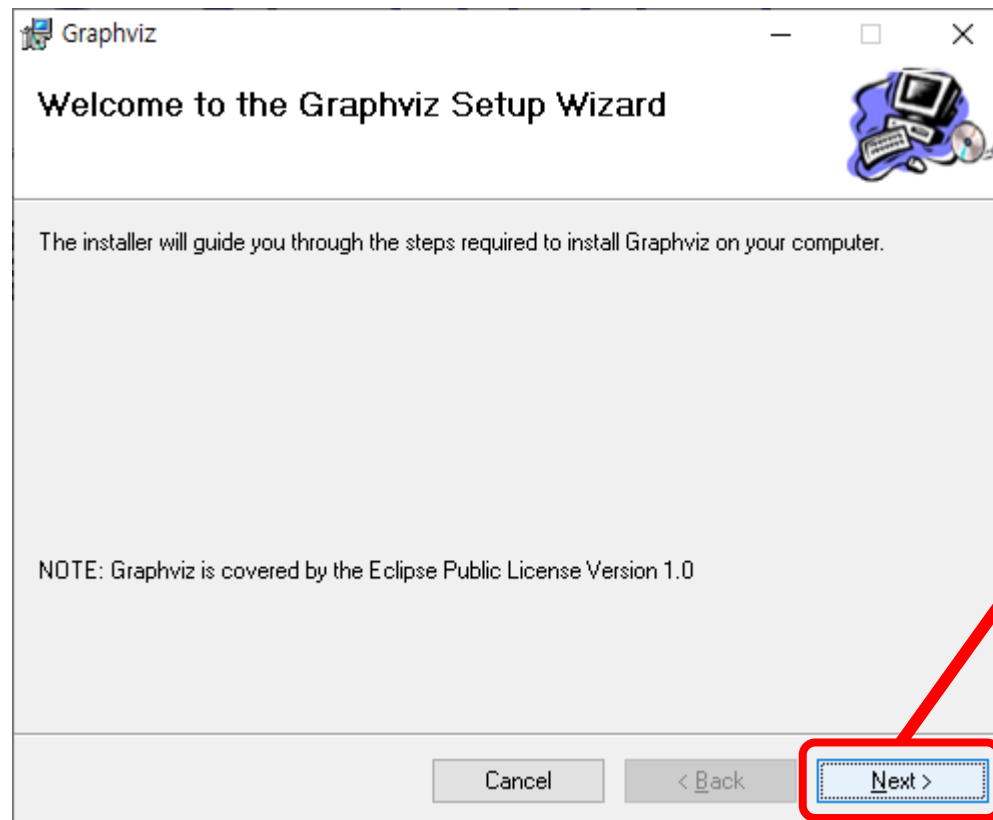 Graphviz
Welcome to the Graphviz Setup Wizard
The installer will guide you through the steps required to install Graphviz on your computer.
NOTE: Graphviz is covered by the Eclipse Public License Version 1.0
Cancel
< Back
Next >